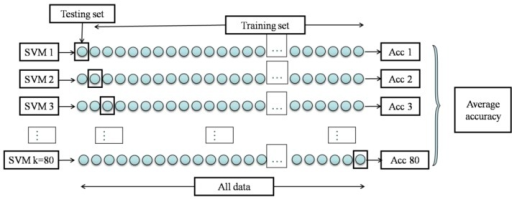 Testing set
Training set
SVM 1
...
Acc 1
SVM 2
...
Acc 2
SVM 3
...
Acc 3
Average
accuracy
⋮
⋮
⋮
⋮
SVM k=80
...
Acc 80
All data